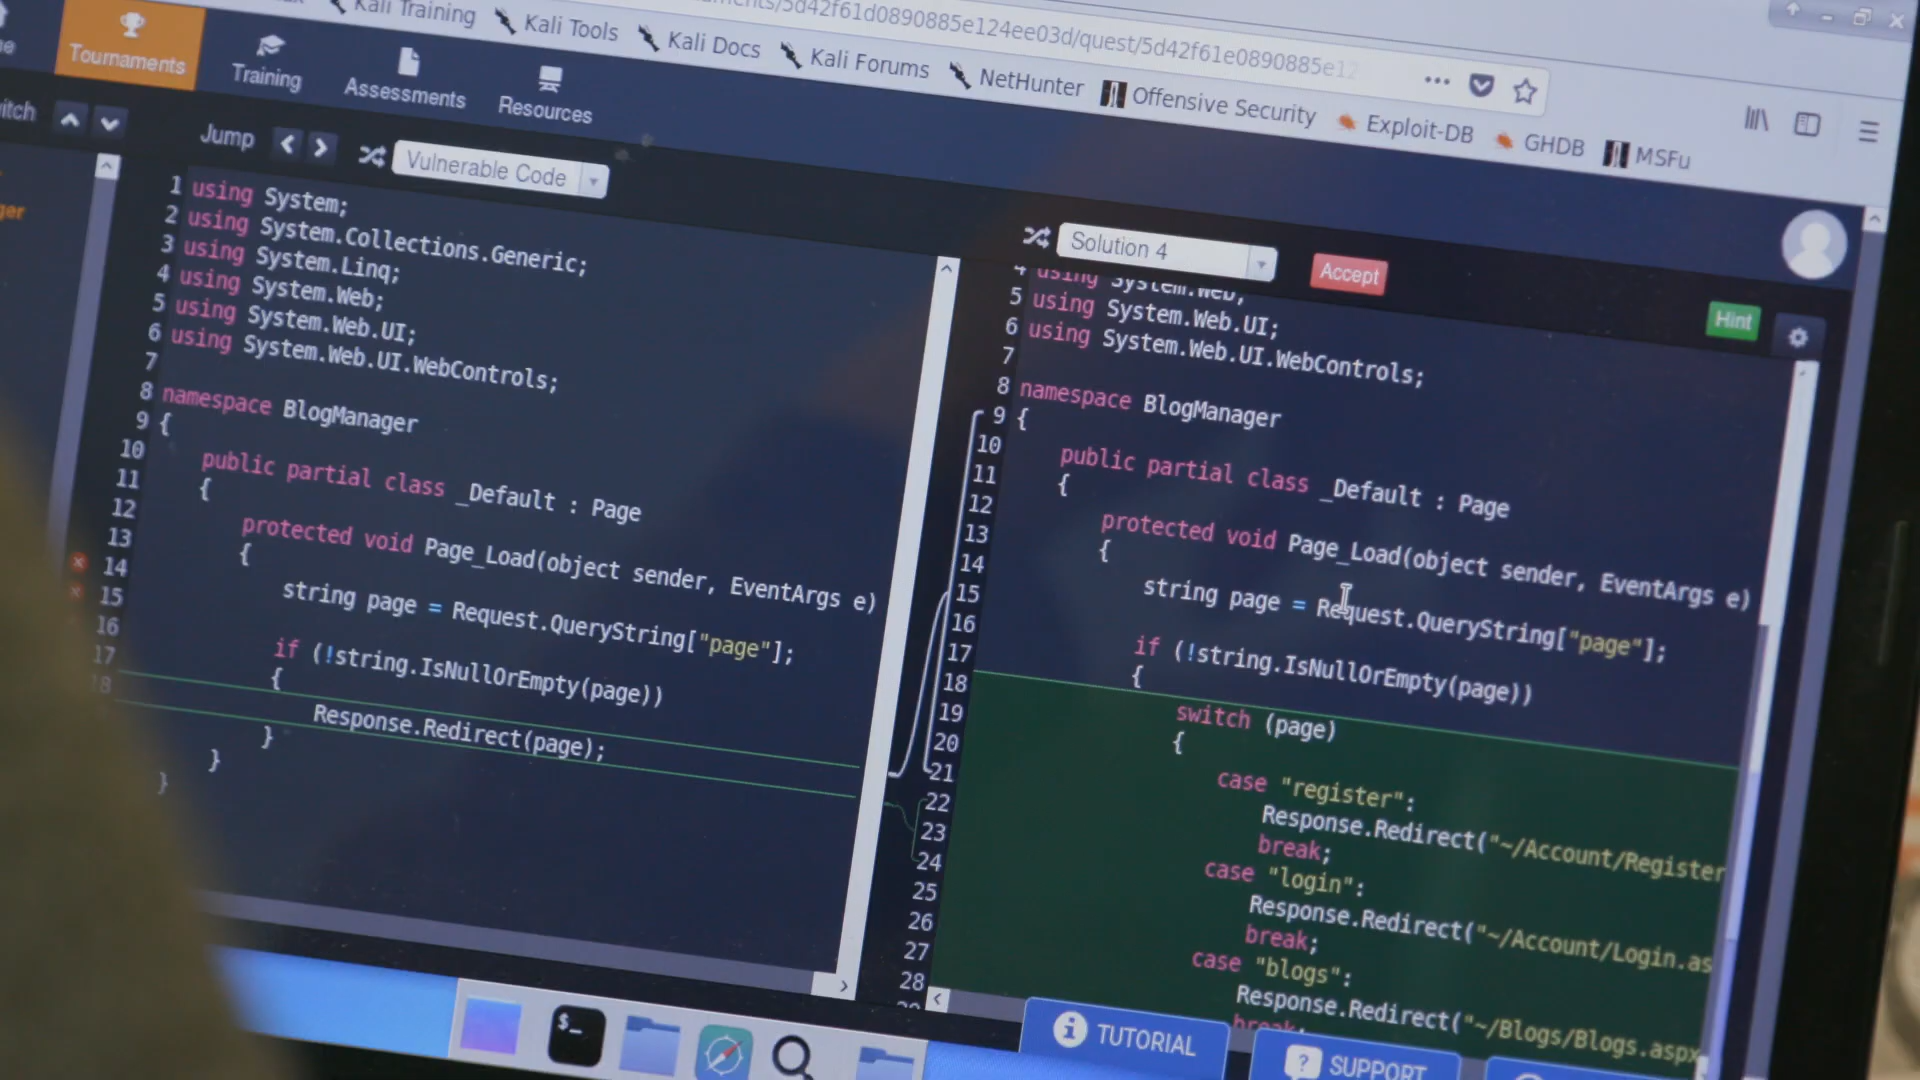 Kali Training
Kali Tools
Kali Docs
Kali Forums
NetHunter
Offensive Security
Exploit-DB
GHDB
MSFu
Tournaments
Training
Assessments
Resources
Jump
Vulnerable Code
1 using System;
2 using System.Collections.Generic;
3 using System.Linq;
4 using System.Web;
5 using System.Web.UI;
6 using System.Web.UI.WebControls;
7
8 namespace BlogManager
9 {
10
11 public partial class _Default : Page
12 {
13 protected void Page_Load(object sender, EventArgs e)
14 {
15 string page = Request.QueryString["page"];
16
17 if (!string.IsNullOrEmpty(page))
18 {
Response.Redirect(page);
}
}
}
Solution 4
Accept
Hint
4 using System.Web;
5 using System.Web.UI;
6 using System.Web.UI.WebControls;
7
8 namespace BlogManager
9 {
10
11 public partial class _Default : Page
12 {
13 protected void Page_Load(object sender, EventArgs e)
14 {
15 string page = Request.QueryString["page"];
16
17 if (!string.IsNullOrEmpty(page))
18 {
19 switch (page)
20 {
21 case "register":
22 Response.Redirect("~/Account/Register
23 break;
24 case "login":
25 Response.Redirect("~/Account/Login.as
26 break;
27 case "blogs":
28 Response.Redirect("~/Blogs/Blogs.aspx
break;
TUTORIAL
SUPPORT